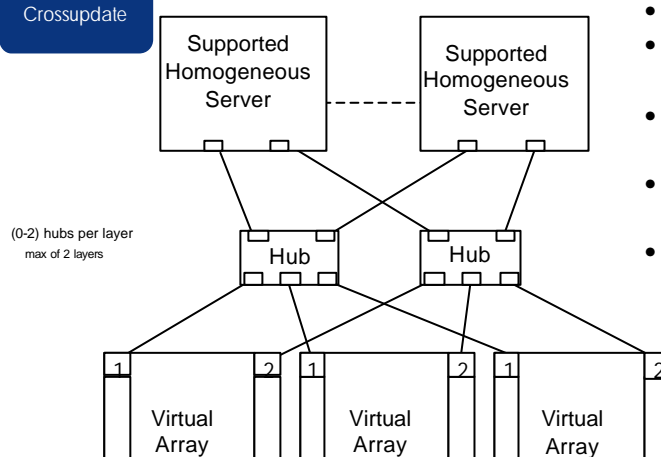 Crossupdate
Supported
Homogeneous
Server
Supported
Homogeneous
Server
(0-2) hubs per layer
max of 2 layers
Hub
Hub
1
2
1
2
1
2
Virtual
Array
Virtual
Array
Virtual
Array